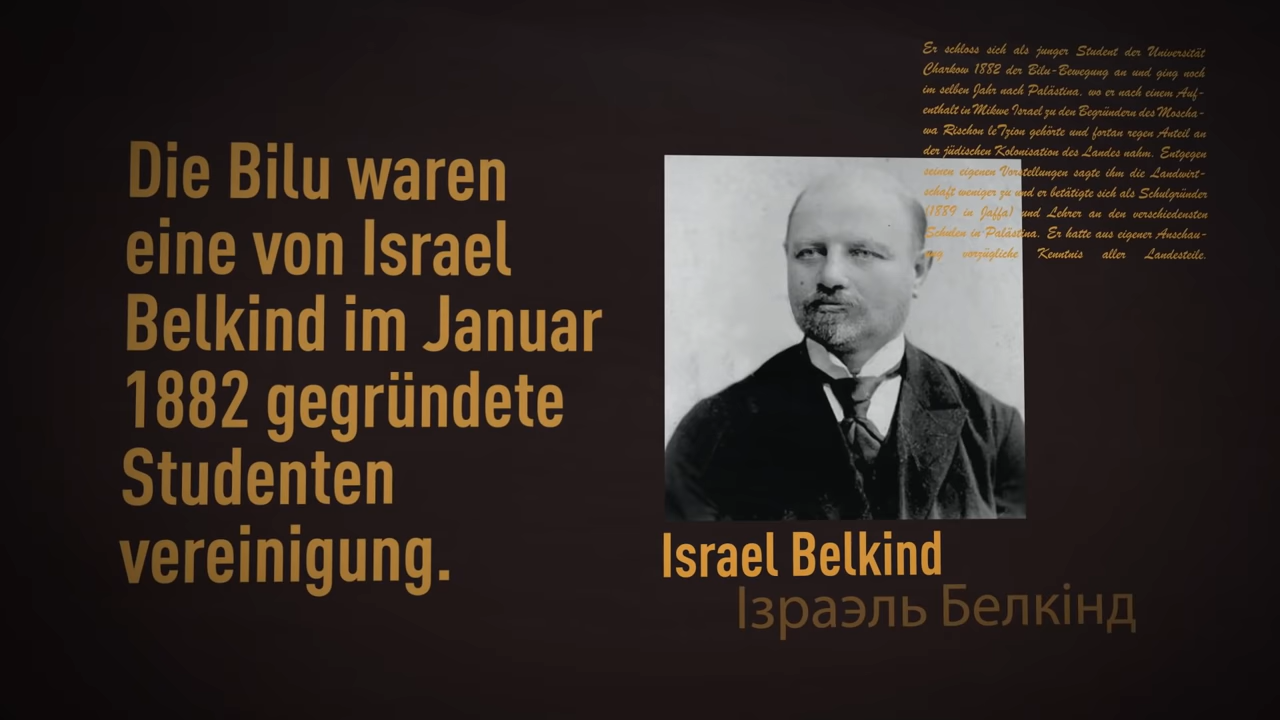 Die Bilu waren
eine von Israel
Belkind im Januar
1882 gegründete
Studenten
vereinigung.
Er schloss sich als junger Student der Universität
Charkow 1882 der Bilu-Bewegung an und ging noch
im selben Jahr nach Palästina, wo er nach einem Auf-
enthalt in Mikwe Israel zu den Begründern des Moscha-
wa Rischon leTzion gehörte und fortan regen Anteil an
der jüdischen Kolonisation des Landes nahm. Entgegen
seinen eigenen Vorstellungen sagte ihm die Landwirt-
schaft weniger zu und er betätigte sich als Schulgründer
(1889 in Jaffa) und Lehrer an den verschiedensten
Schulen in Palästina. Er hatte aus eigener Anschau-
ung vorzügliche Kenntnis aller Landesteile.
Israel Belkind
Ізраэль Белкінд